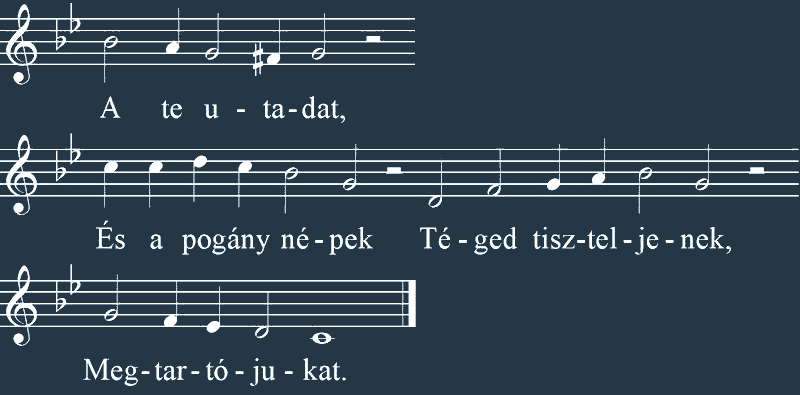 A te u - ta-dat,
És a pogány né-pek Té-ged tisz-tel-je-nek,
Meg-tar-tó-ju-kat.